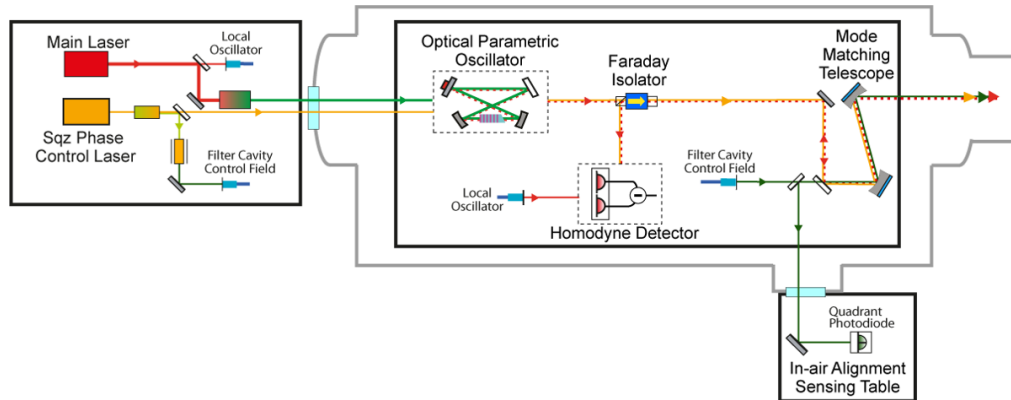 Main Laser
Local
Oscillator
Sqz Phase
Control Laser
Filter Cavity
Control Field
Optical Parametric
Oscillator
Faraday
Isolator
Mode
Matching
Telescope
Local
Oscillator
Homodyne Detector
Filter Cavity
Control Field
Quadrant
Photodiode
In-air Alignment
Sensing Table